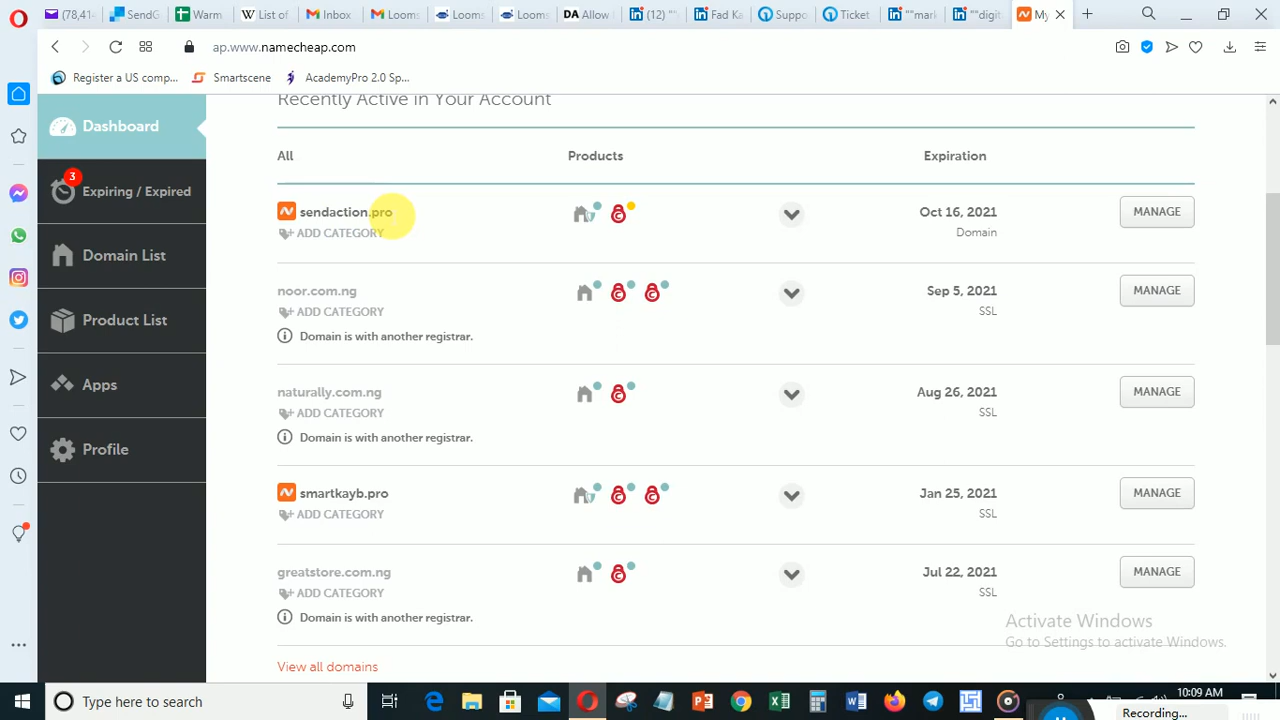 (78,41-
SendG
Warm
List of
Inbox
Looms
Looms
Looms
DA Allow
(12) ""
Fad Ka
Suppo
Ticket
""mark
""digit
My
ap.www.namecheap.com
Register a US comp...
Smartscene
AcademyPro 2.0 Sp...
Dashboard
3
Expiring / Expired
Domain List
Product List
Apps
Profile
Recently Active in Your Account
All Products Expiration
sendaction.pro Oct 16, 2021 MANAGE
ADD CATEGORY Domain
noor.com.ng Sep 5, 2021 MANAGE
ADD CATEGORY SSL
Domain is with another registrar.
naturally.com.ng Aug 26, 2021 MANAGE
ADD CATEGORY SSL
Domain is with another registrar.
smartkayb.pro Jan 25, 2021 MANAGE
ADD CATEGORY SSL
greatstore.com.ng Jul 22, 2021 MANAGE
ADD CATEGORY SSL
Domain is with another registrar.
View all domains
Activate Windows
Go to Settings to activate Windows.
Type here to search
10:09 AM
Recording...